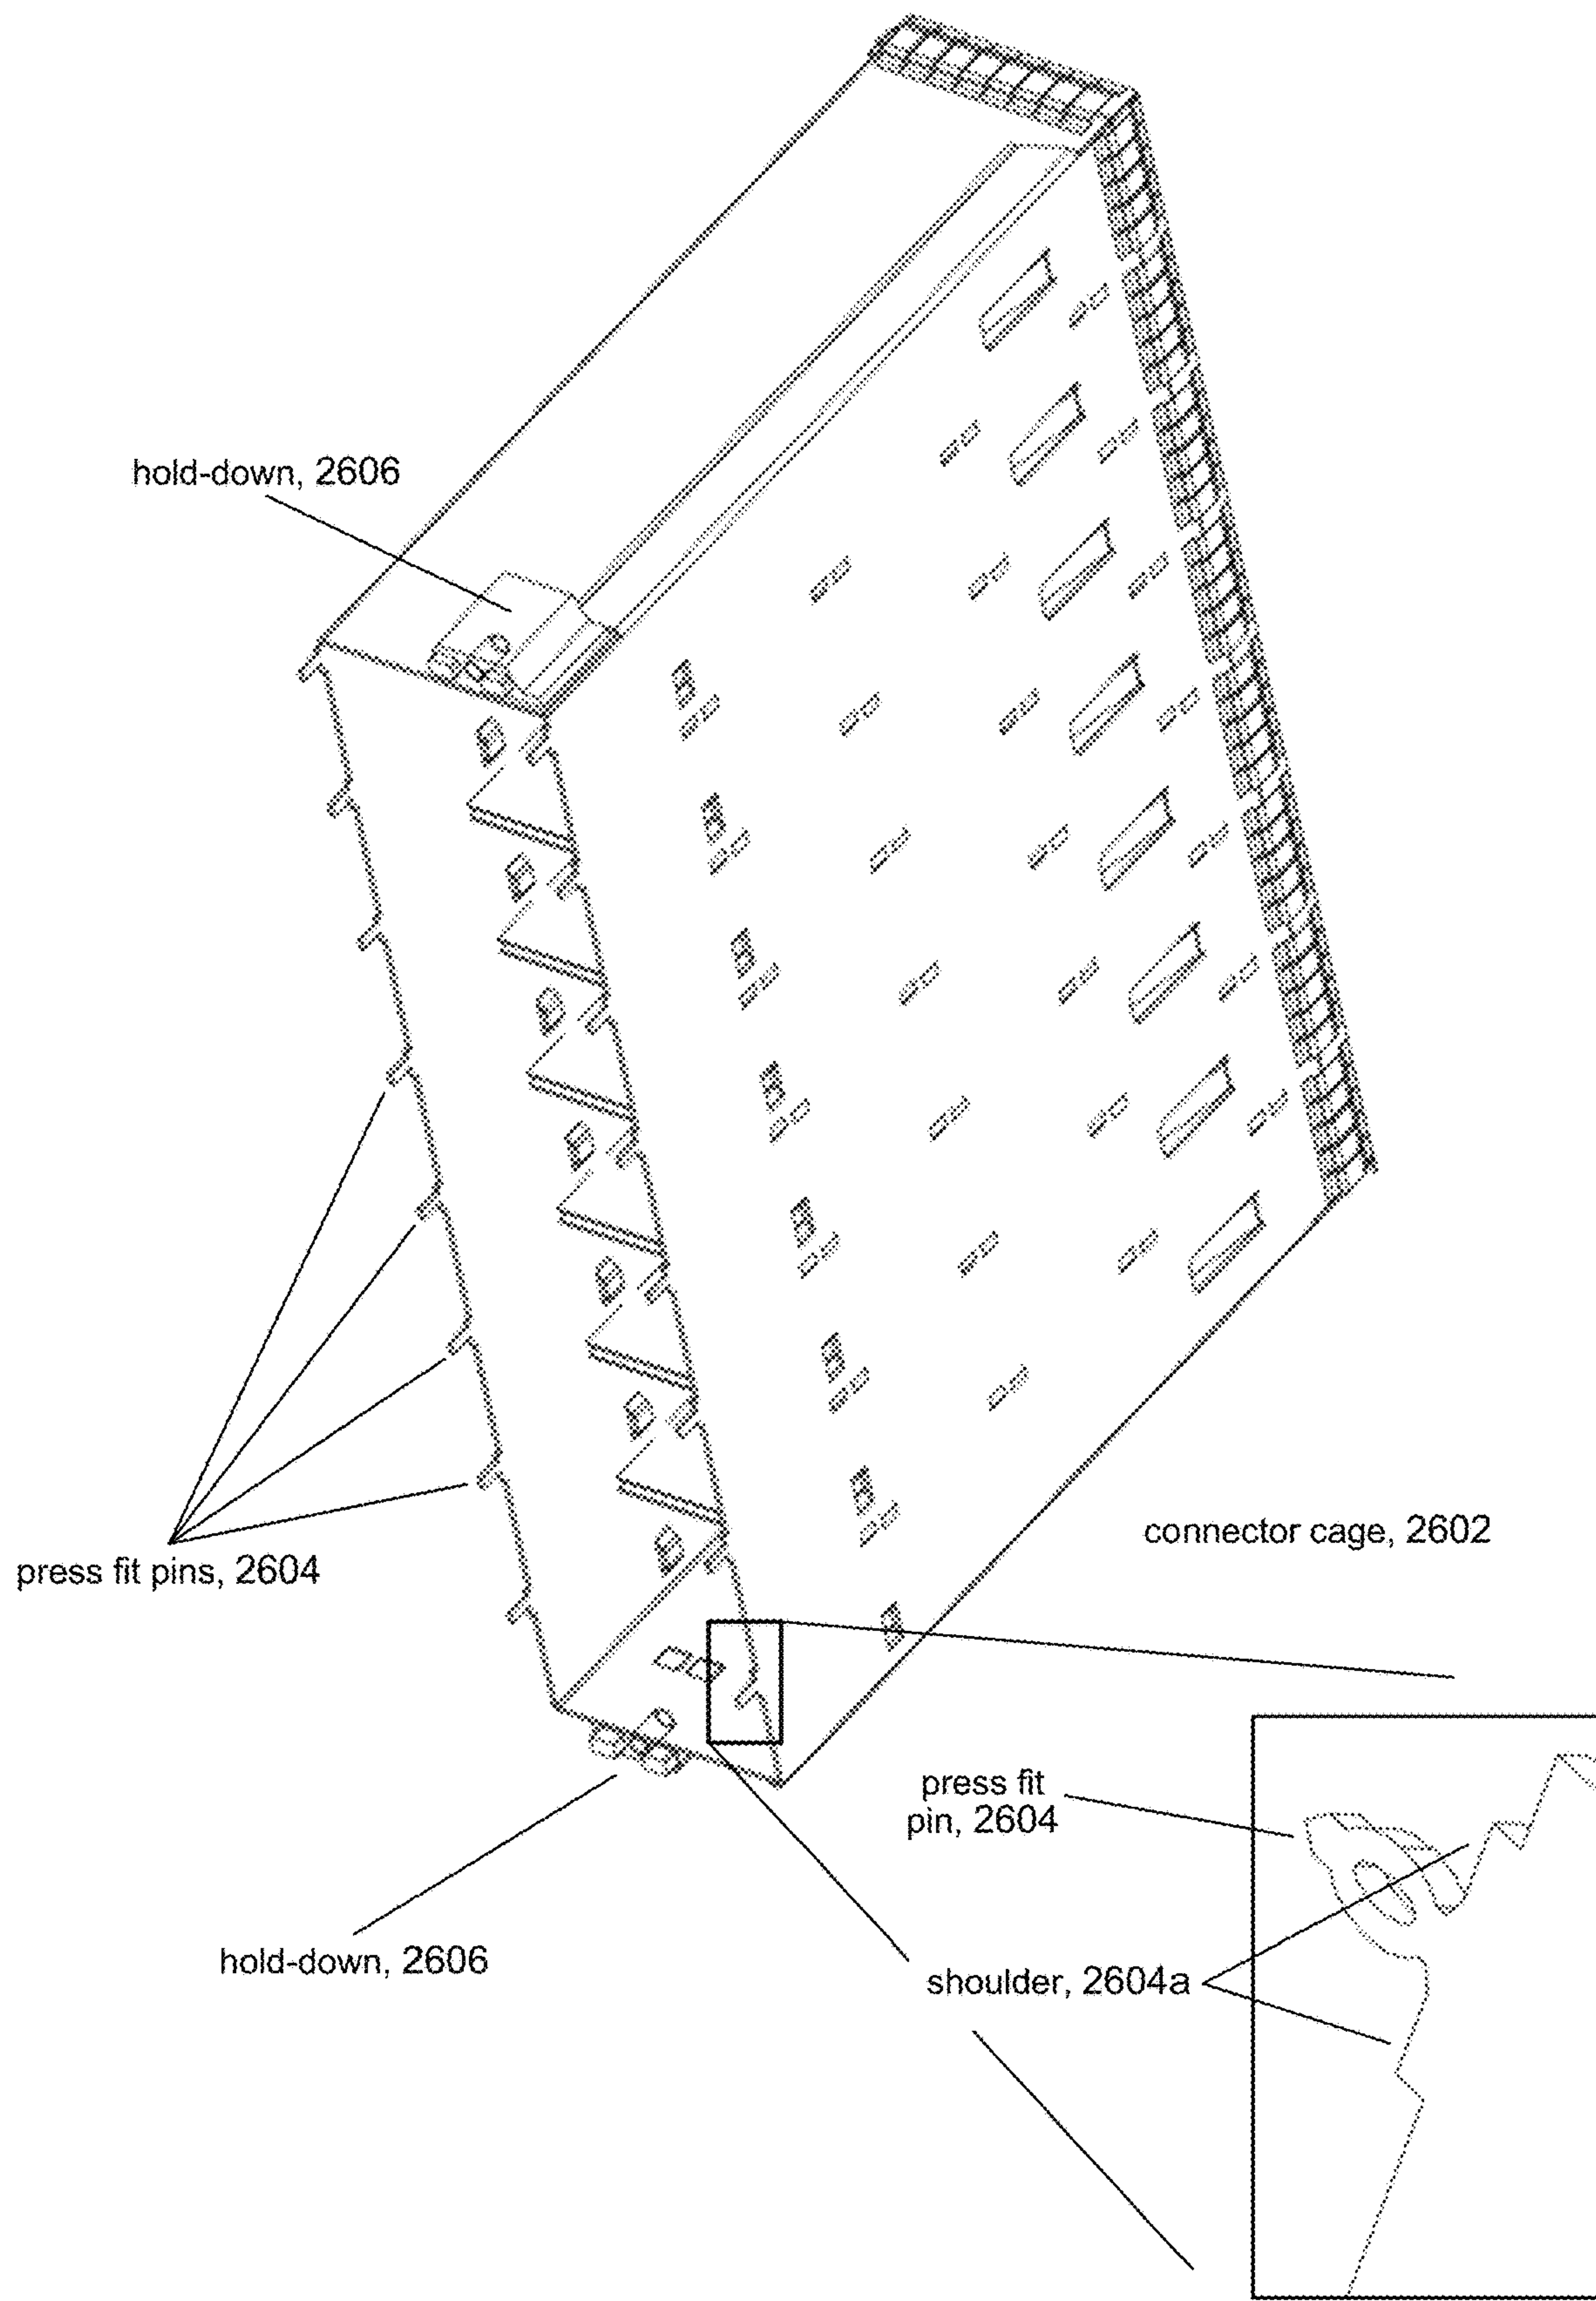 hold-down, 2606
press fit pins, 2604
connector cage, 2602
press fit
pin, 2604
hold-down, 2606
shoulder, 2604a